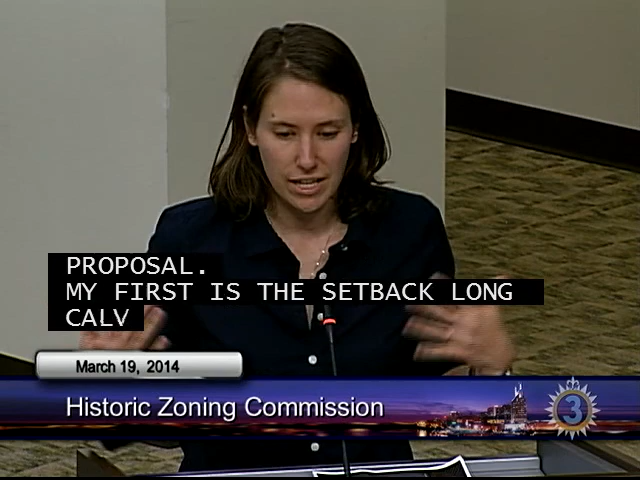 PROPOSAL.
MY FIRST IS THE SETBACK LONG
CALV
March 19, 2014
Historic Zoning Commission
3